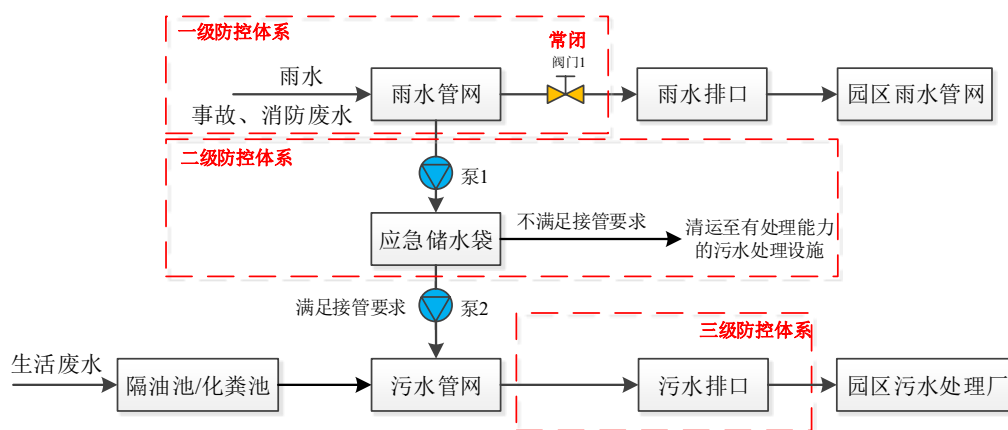 一级防控体系
常闭
阀门1
雨水
事故、消防废水
雨水管网
雨水排口
园区雨水管网
二级防控体系
泵1
应急储水袋
不满足接管要求
清运至有处理能力
的污水处理设施
满足接管要求
泵2
三级防控体系
生活废水
隔油池/化粪池
污水管网
污水排口
园区污水处理厂